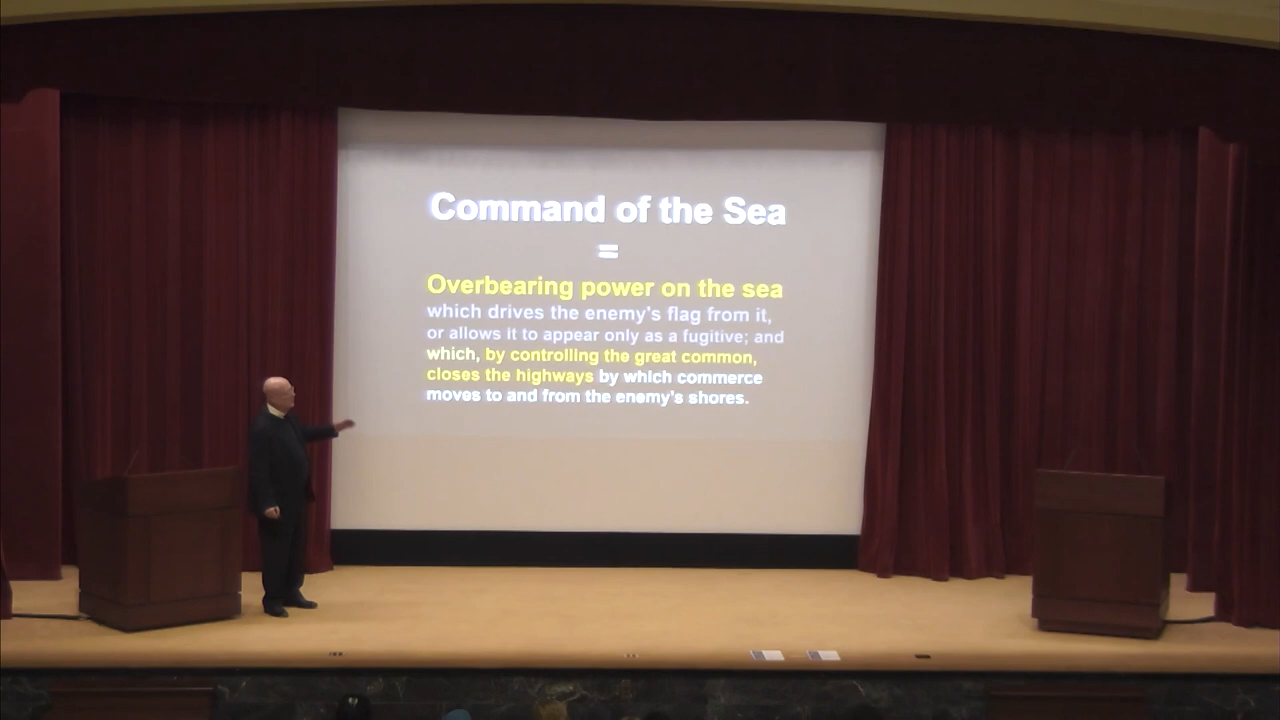 Command of the Sea
=
Overbearing power on the sea
which drives the enemy's flag from it,
or allows it to appear only as a fugitive; and
which, by controlling the great common,
closes the highways by which commerce
moves to and from the enemy's shores.